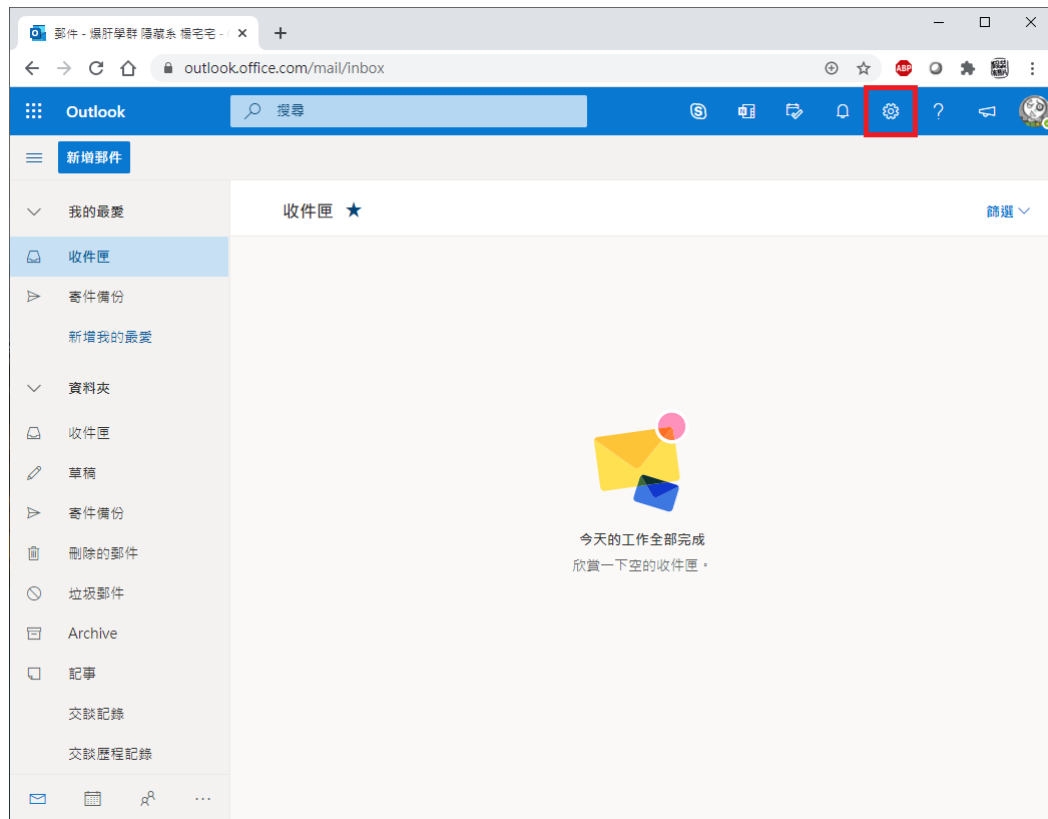 郵件 - 爆肝學群 隱藏系 楊宅宅 -
outlook.office.com/mail/inbox
ABP
Outlook
搜尋
新增郵件
我的最愛
收件匣
篩選
收件匣
寄件備份
新增我的最愛
資料夾
收件匣
草稿
寄件備份
刪除的郵件
垃圾郵件
Archive
記事
交談記錄
交談歷程記錄
今天的工作全部完成
欣賞一下空的收件匣。